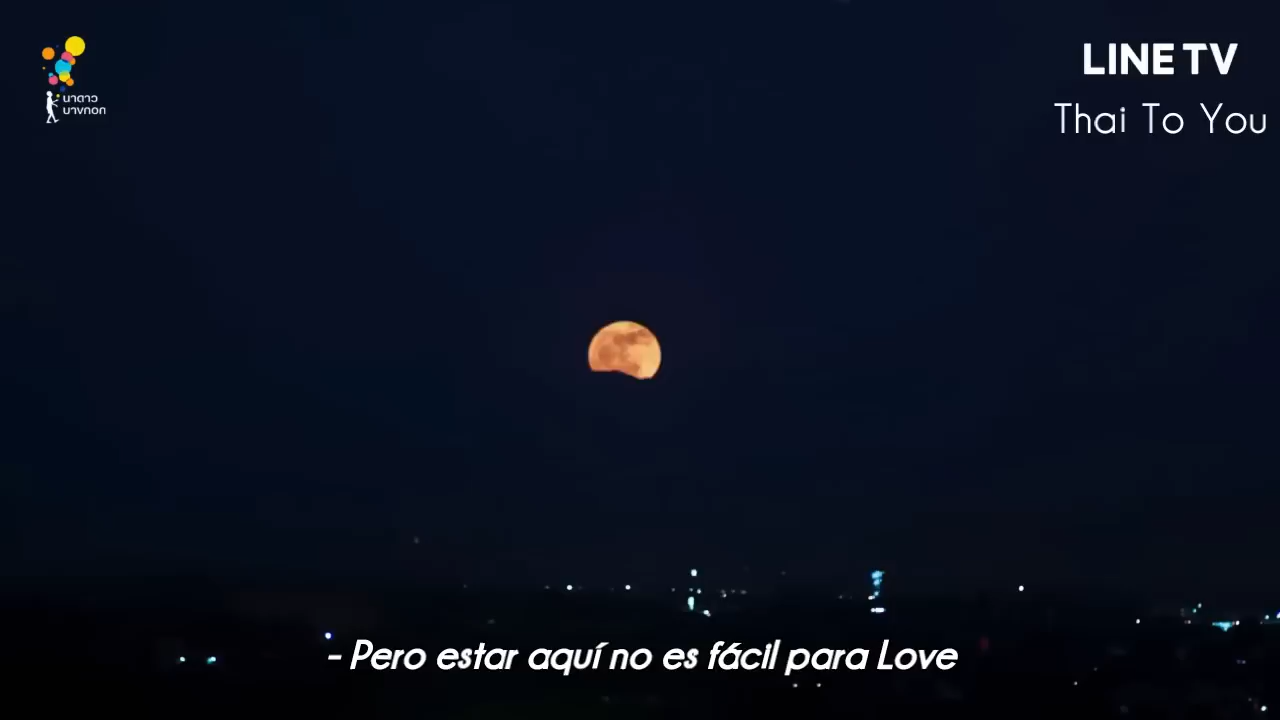 นาดาว
บางกอก
LINE TV
Thai To You
- Pero estar aquí no es fácil para Love